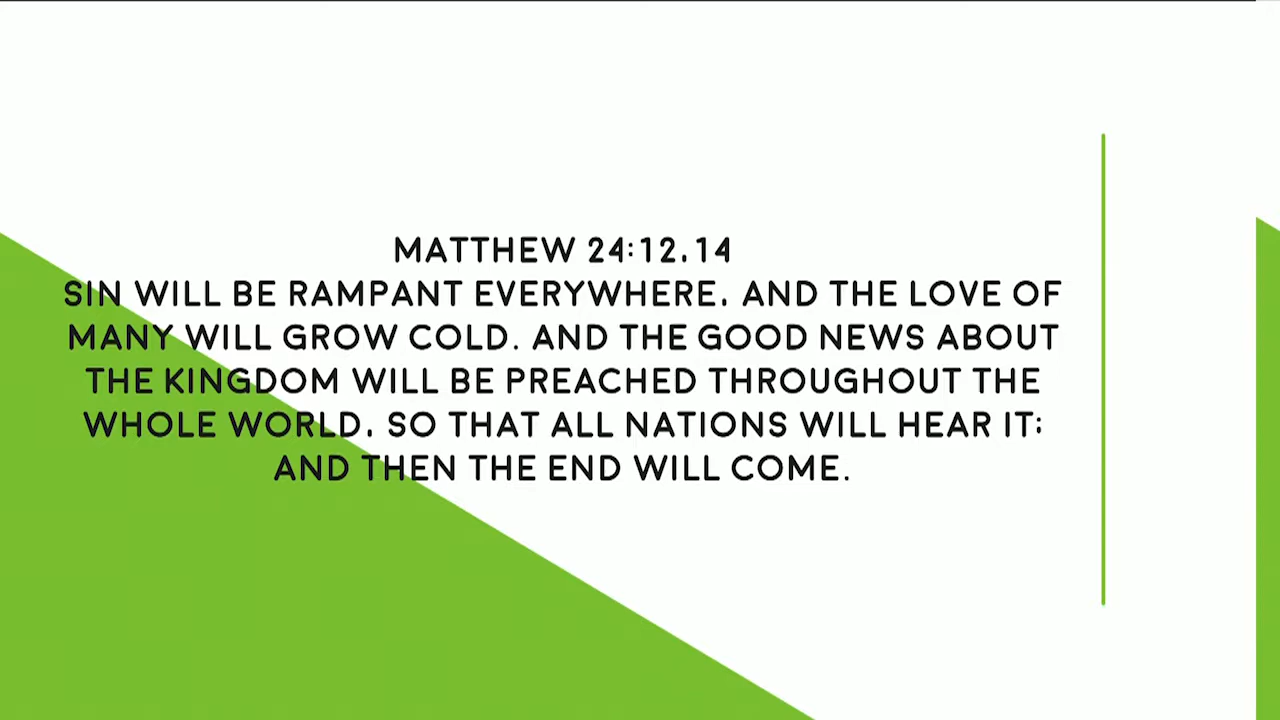 MATTHEW 24:12,14
SIN WILL BE RAMPANT EVERYWHERE, AND THE LOVE OF
MANY WILL GROW COLD. AND THE GOOD NEWS ABOUT
THE KINGDOM WILL BE PREACHED THROUGHOUT THE
WHOLE WORLD, SO THAT ALL NATIONS WILL HEAR IT;
AND THEN THE END WILL COME.